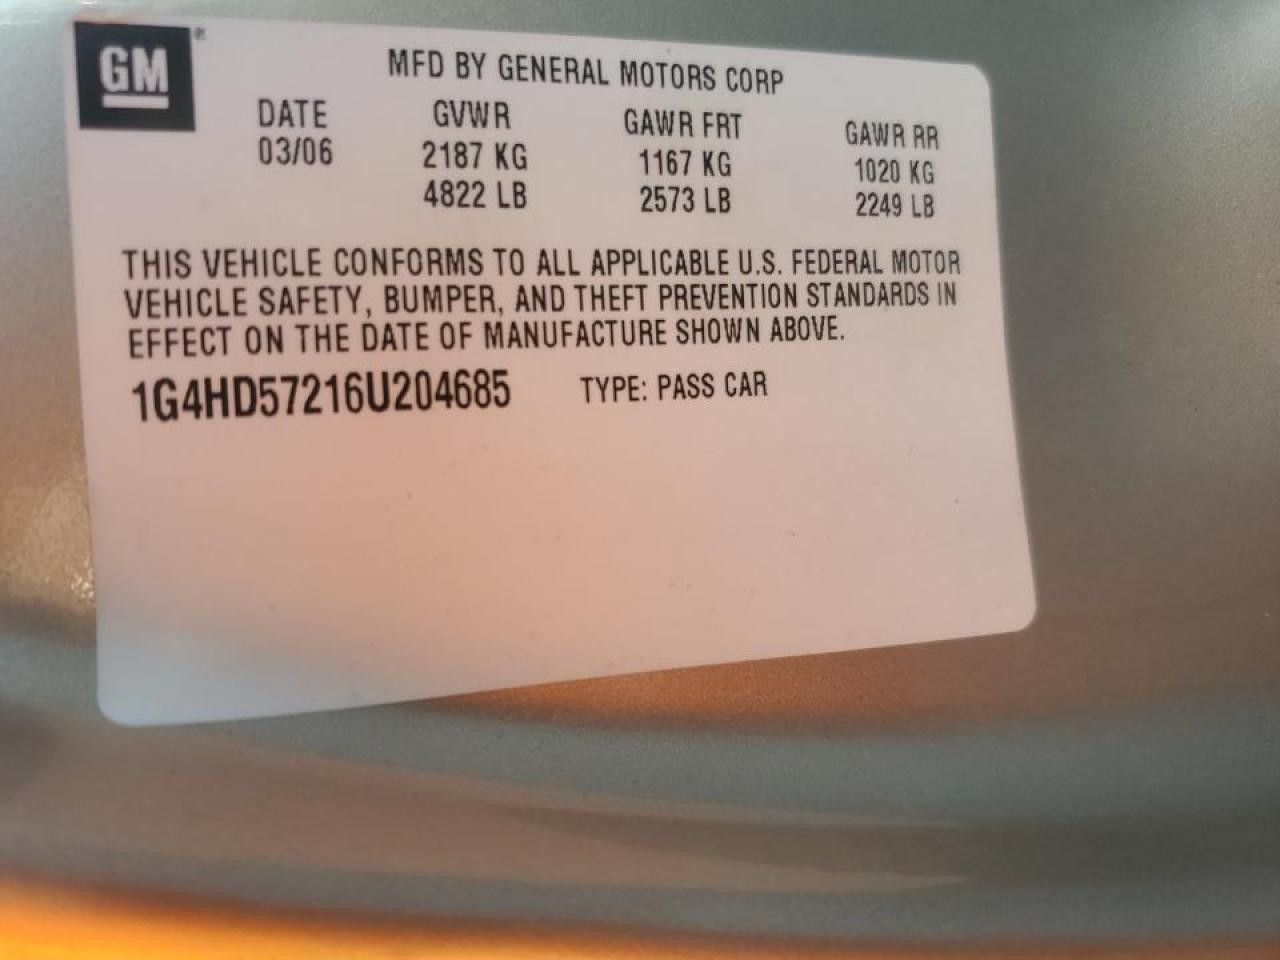 GM ®
MFD BY GENERAL MOTORS CORP
DATE GVWR GAWR FRT GAWR RR
03/06 2187 KG 1167 KG 1020 KG
4822 LB 2573 LB 2249 LB
THIS VEHICLE CONFORMS TO ALL APPLICABLE U.S. FEDERAL MOTOR
VEHICLE SAFETY, BUMPER, AND THEFT PREVENTION STANDARDS IN
EFFECT ON THE DATE OF MANUFACTURE SHOWN ABOVE.
1G4HD57216U204685 TYPE: PASS CAR